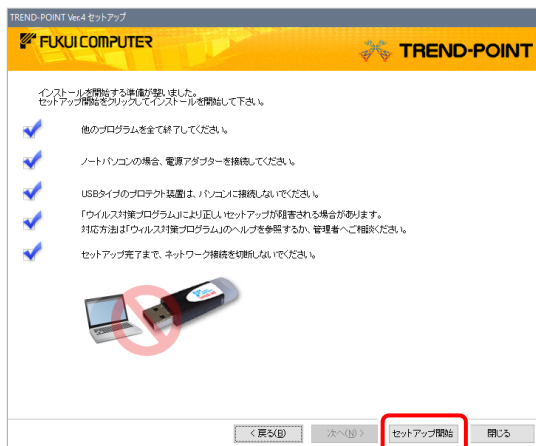 TREND-POINT Ver.4 セットアップ
FUKUI COMPUTER
TREND-POINT
インストールを開始する準備が整いました。
セットアップ開始をクリックしてインストールを開始して下さい。
他のプログラムを全て終了してください。
ノートパソコンの場合、電源アダプターを接続してください。
USBタイプのプロテクト装置は、パソコンに接続しないでください。
「ウイルス対策プログラム」により正しいセットアップが阻害される場合があります。
対応方法は「ウィルス対策プログラム」のヘルプを参照するか、管理者へご相談ください。
セットアップ完了まで、ネットワーク接続を切断しないでください。
< 戻る(B) 次へ(N) > セットアップ開始 閉じる